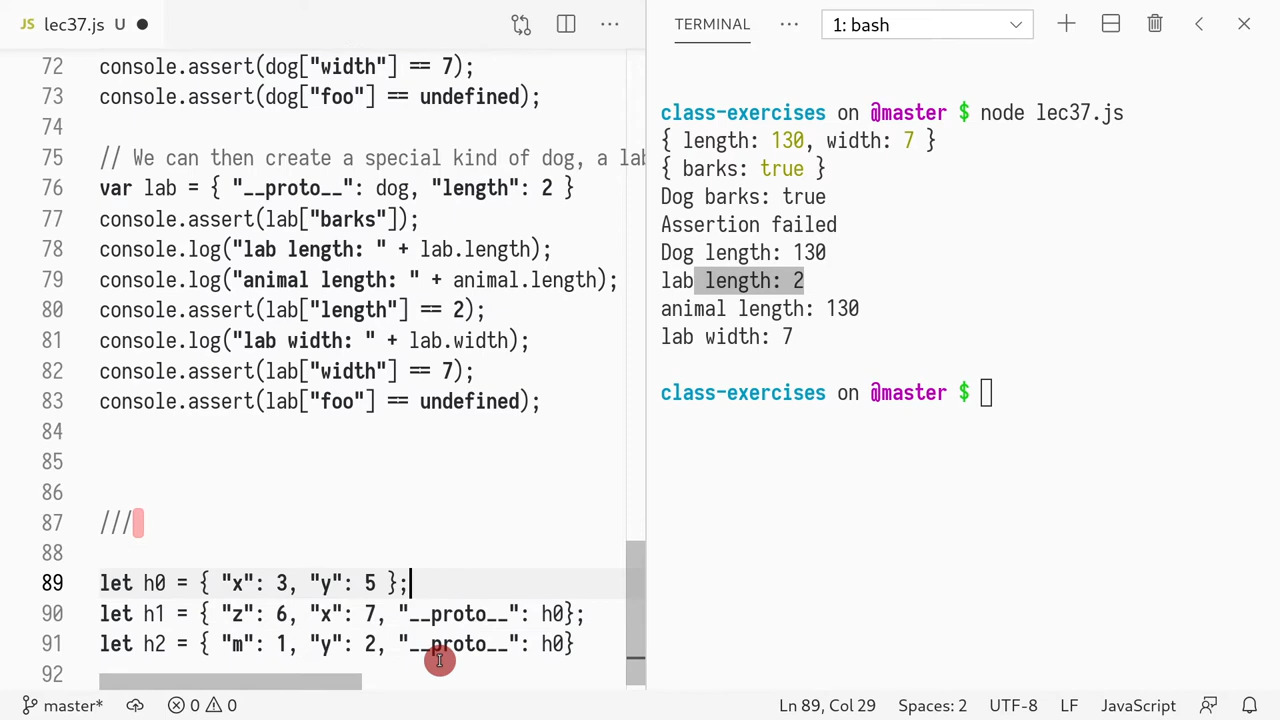 JS lec37.js U
72 console.assert(dog["width"] == 7);
73 console.assert(dog["foo"] == undefined);
74
75 // We can then create a special kind of dog, a lab
76 var lab = { "__proto__": dog, "length": 2 }
77 console.assert(lab["barks"]);
78 console.log("lab length: " + lab.length);
79 console.log("animal length: " + animal.length);
80 console.assert(lab["length"] == 2);
81 console.log("lab width: " + lab.width);
82 console.assert(lab["width"] == 7);
83 console.assert(lab["foo"] == undefined);
84
85
86
87 ///
88
89 let h0 = { "x": 3, "y": 5 };
90 let h1 = { "z": 6, "x": 7, "__proto__": h0};
91 let h2 = { "m": 1, "y": 2, "__proto__": h0}
92
TERMINAL ··· 1: bash
class-exercises on @master $ node lec37.js
{ length: 130, width: 7 }
{ barks: true }
Dog barks: true
Assertion failed
Dog length: 130
lab length: 2
animal length: 130
lab width: 7
class-exercises on @master $
master* 0 0 Ln 89, Col 29 Spaces: 2 UTF-8 LF JavaScript